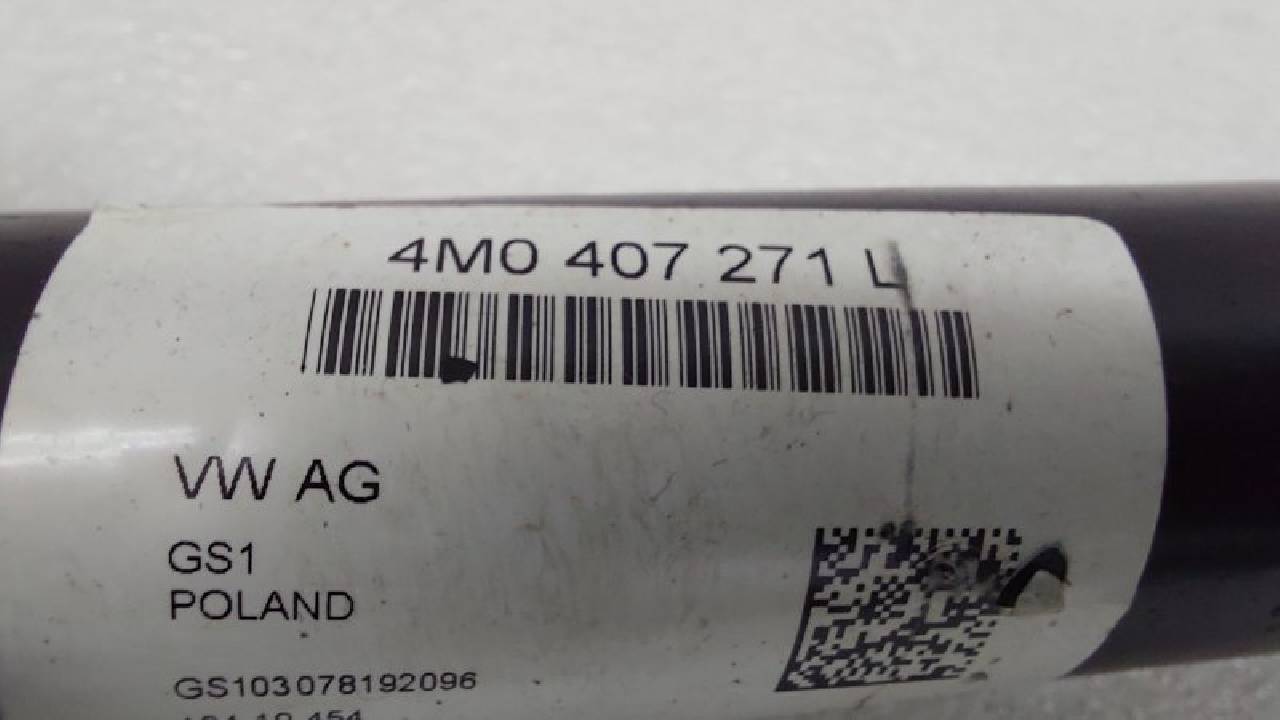 4M0 407 271 L
VW AG
GS1
POLAND
GS103078192096